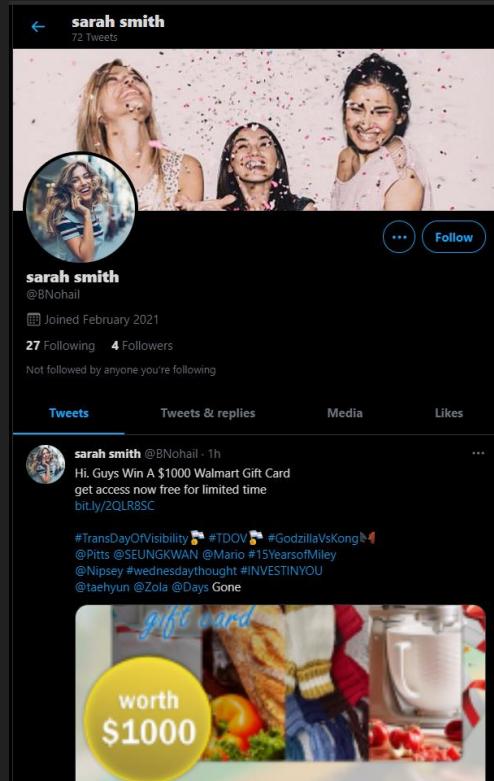 sarah smith
72 Tweets
Follow
sarah smith
@BNohail
Joined February 2021
27 Following 4 Followers
Not followed by anyone you're following
Tweets Tweets & replies Media Likes
sarah smith @BNohail · 1h
Hi. Guys Win A $1000 Walmart Gift Card
get access now free for limited time
bit.ly/2QLR8SC
#TransDayOfVisibility #TDOV #GodzillaVsKong
@Pitts @SEUNGKWAN @Mario #15YearsofMiley
@Nipsey #wednesdaythought #INVESTINYOU
@taehyun @Zola @Days Gone
gift card
worth
$1000